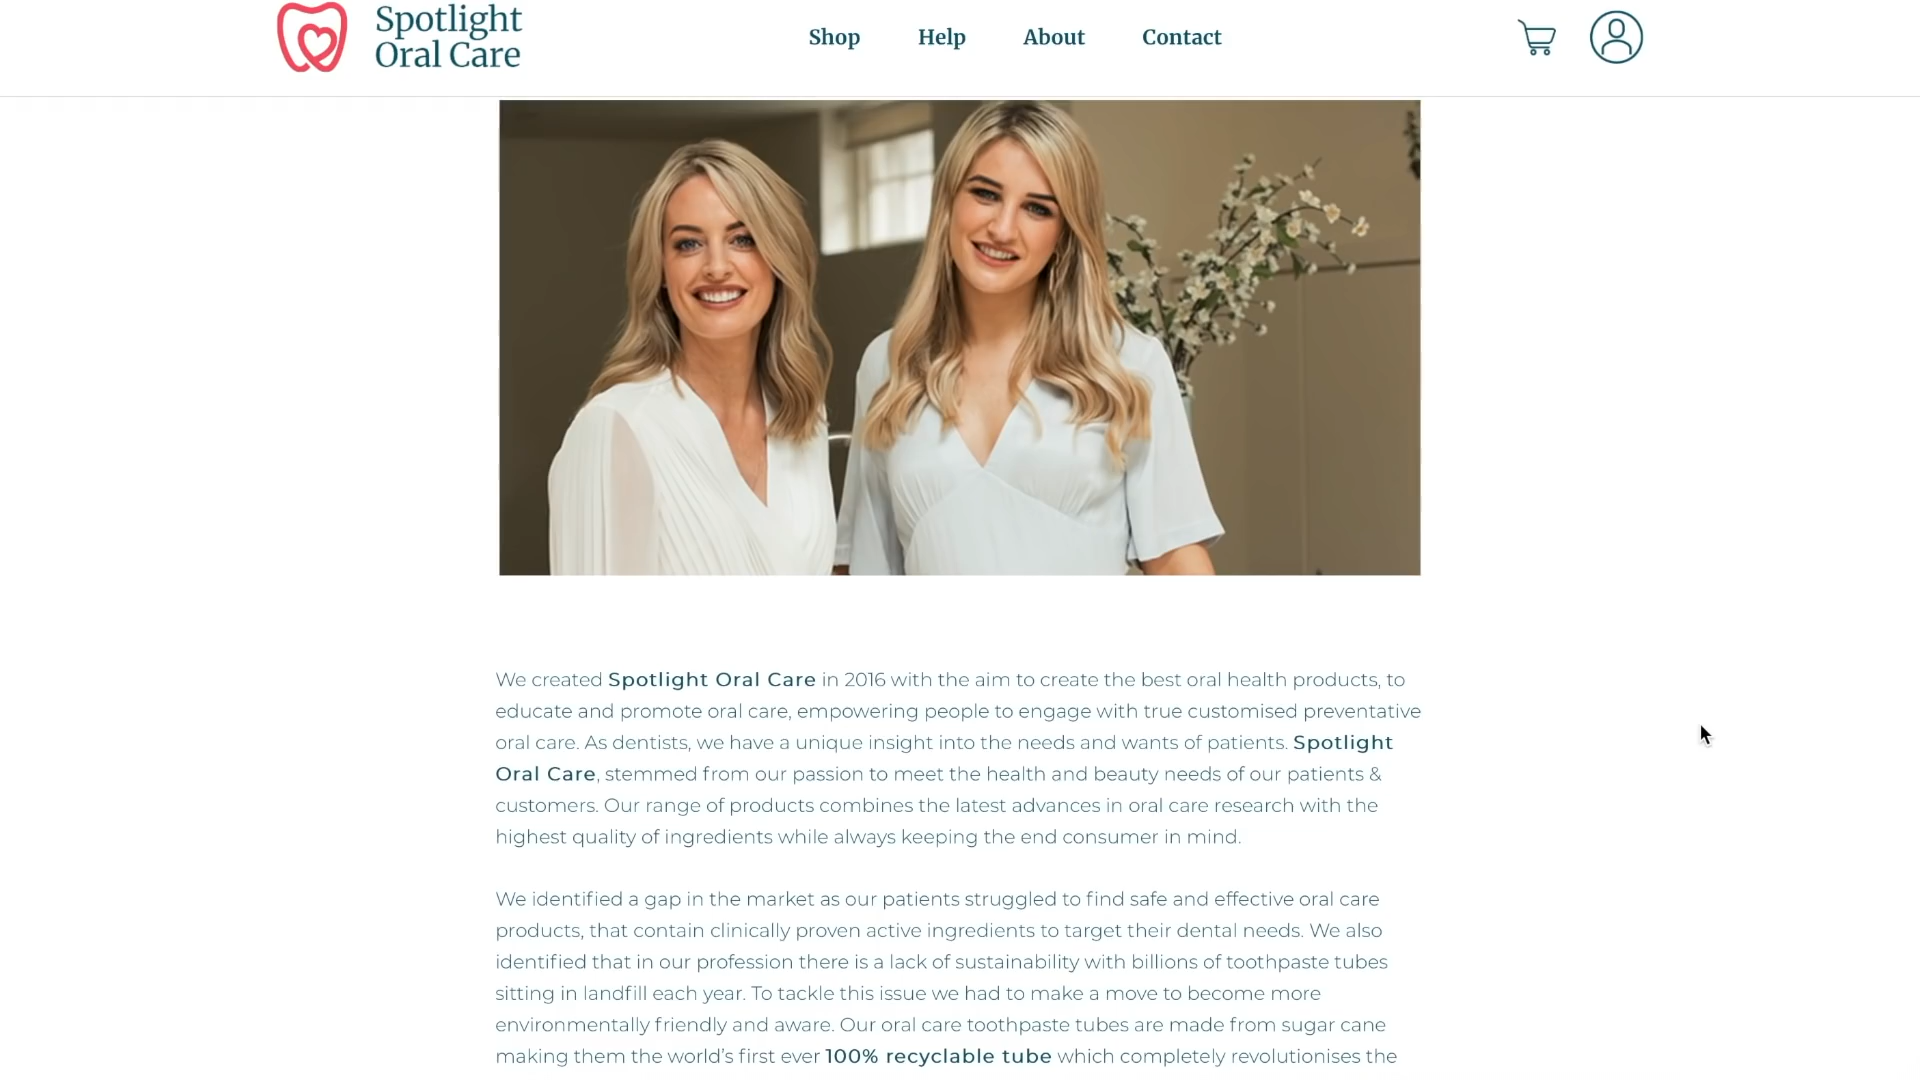 Spotlight
Oral Care
Shop Help About Contact
We created Spotlight Oral Care in 2016 with the aim to create the best oral health products, to
educate and promote oral care, empowering people to engage with true customised preventative
oral care. As dentists, we have a unique insight into the needs and wants of patients. Spotlight
Oral Care, stemmed from our passion to meet the health and beauty needs of our patients &
customers. Our range of products combines the latest advances in oral care research with the
highest quality of ingredients while always keeping the end consumer in mind.
We identified a gap in the market as our patients struggled to find safe and effective oral care
products, that contain clinically proven active ingredients to target their dental needs. We also
identified that in our profession there is a lack of sustainability with billions of toothpaste tubes
sitting in landfill each year. To tackle this issue we had to make a move to become more
environmentally friendly and aware. Our oral care toothpaste tubes are made from sugar cane
making them the world's first ever 100% recyclable tube which completely revolutionises the